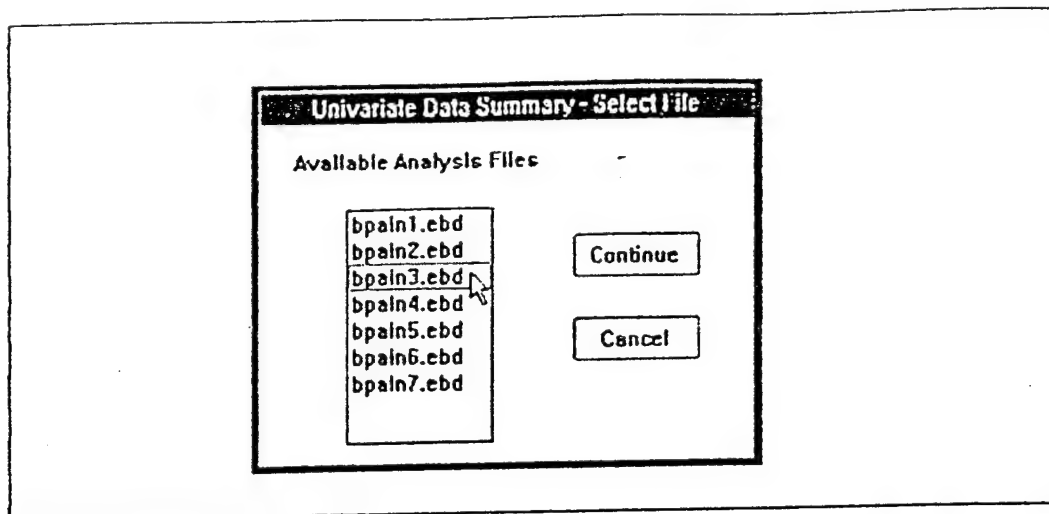 Univariate Data Summary - Select File
Available Analysis Files
bpain1.ebd
bpain2.ebd
bpain3.ebd
bpain4.ebd
bpain5.ebd
bpain6.ebd
bpain7.ebd
Continue
Cancel